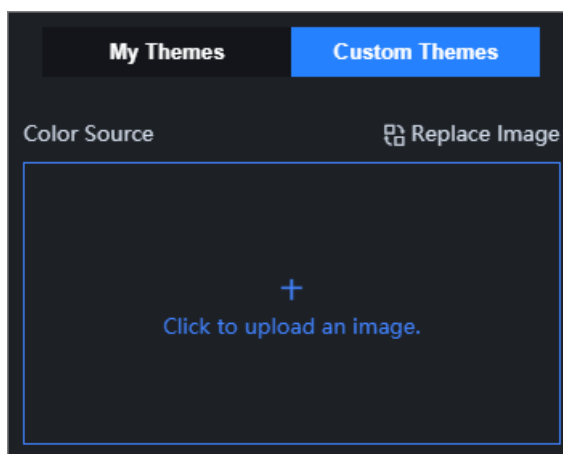 My Themes
Custom Themes
Color Source
Replace Image
Click to upload an image.